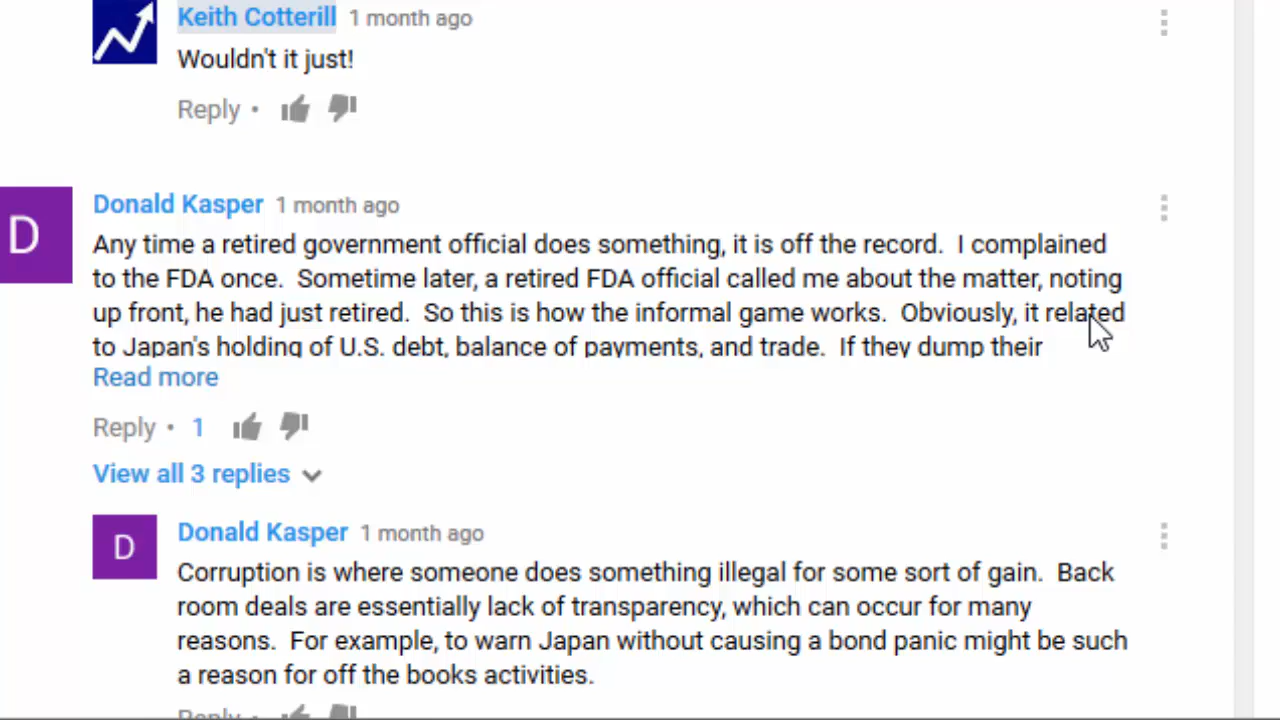 Keith Cotterill 1 month ago
Wouldn't it just!
Reply •
D
Donald Kasper 1 month ago
Any time a retired government official does something, it is off the record.  I complained
to the FDA once.  Sometime later, a retired FDA official called me about the matter, noting
up front, he had just retired.  So this is how the informal game works.  Obviously, it related
to Japan's holding of U.S. debt, balance of payments, and trade.  If they dump their
Read more
Reply • 1
View all 3 replies
D
Donald Kasper 1 month ago
Corruption is where someone does something illegal for some sort of gain.  Back
room deals are essentially lack of transparency, which can occur for many
reasons.  For example, to warn Japan without causing a bond panic might be such
a reason for off the books activities.
Reply •